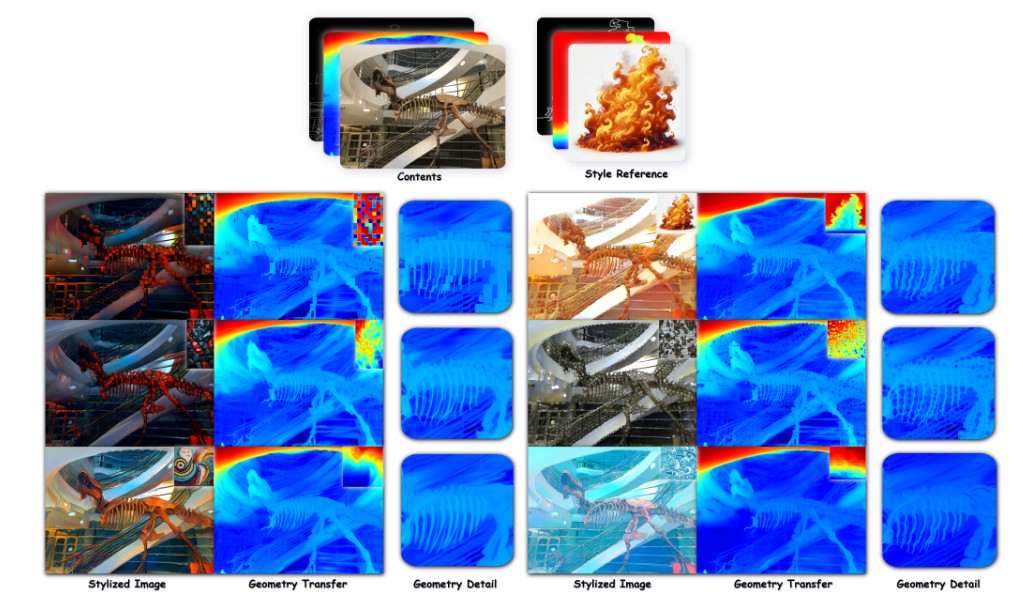 Contents
Style Reference
Stylized Image
Geometry Transfer
Geometry Detail
Stylized Image
Geometry Transfer
Geometry Detail